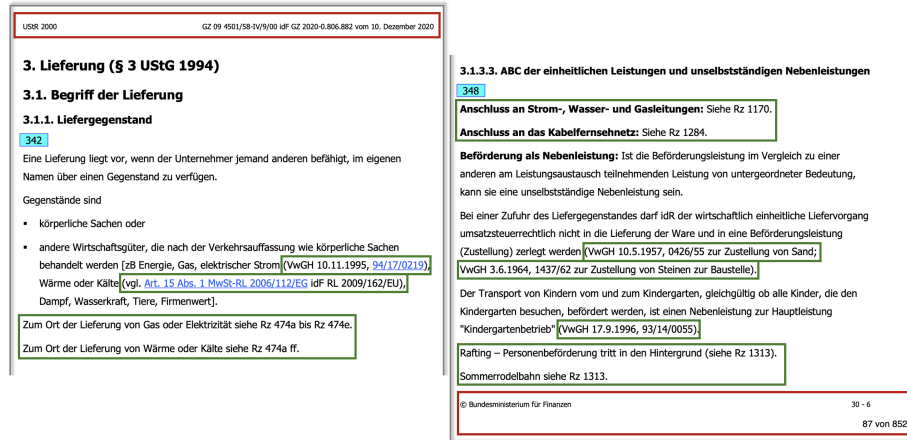 UStR 2000 GZ 09 4501/58-IV/9/00 idF GZ 2020-0.806.882 vom 10. Dezember 2020
3. Lieferung (§ 3 UStG 1994)
3.1. Begriff der Lieferung
3.1.1. Liefergegenstand
342
Eine Lieferung liegt vor, wenn der Unternehmer jemand anderen befähigt, im eigenen
Namen über einen Gegenstand zu verfügen.
Gegenstände sind
▪ körperliche Sachen oder
▪ andere Wirtschaftsgüter, die nach der Verkehrsauffassung wie körperliche Sachen
behandelt werden [zB Energie, Gas, elektrischer Strom (VwGH 10.11.1995, 94/17/0219),
Wärme oder Kälte (vgl. Art. 15 Abs. 1 MwSt-RL 2006/112/EG idF RL 2009/162/EU),
Dampf, Wasserkraft, Tiere, Firmenwert].
Zum Ort der Lieferung von Gas oder Elektrizität siehe Rz 474a bis Rz 474e.
Zum Ort der Lieferung von Wärme oder Kälte siehe Rz 474a ff.
3.1.3.3. ABC der einheitlichen Leistungen und unselbstständigen Nebenleistungen
348
Anschluss an Strom-, Wasser- und Gasleitungen: Siehe Rz 1170.
Anschluss an das Kabelfernsehnetz: Siehe Rz 1284.
Beförderung als Nebenleistung: Ist die Beförderungsleistung im Vergleich zu einer
anderen am Leistungsaustausch teilnehmenden Leistung von untergeordneter Bedeutung,
kann sie eine unselbstständige Nebenleistung sein.
Bei einer Zufuhr des Liefergegenstandes darf idR der wirtschaftlich einheitliche Liefervorgang
umsatzsteuerrechtlich nicht in die Lieferung der Ware und in eine Beförderungsleistung
(Zustellung) zerlegt werden (VwGH 10.5.1957, 0426/55 zur Zustellung von Sand;
VwGH 3.6.1964, 1437/62 zur Zustellung von Steinen zur Baustelle).
Der Transport von Kindern vom und zum Kindergarten, gleichgültig ob alle Kinder, die den
Kindergarten besuchen, befördert werden, ist einen Nebenleistung zur Hauptleistung
"Kindergartenbetrieb" (VwGH 17.9.1996, 93/14/0055).
Rafting – Personenbeförderung tritt in den Hintergrund (siehe Rz 1313).
Sommerrodelbahn siehe Rz 1313.
© Bundesministerium für Finanzen 30 - 6
87 von 852